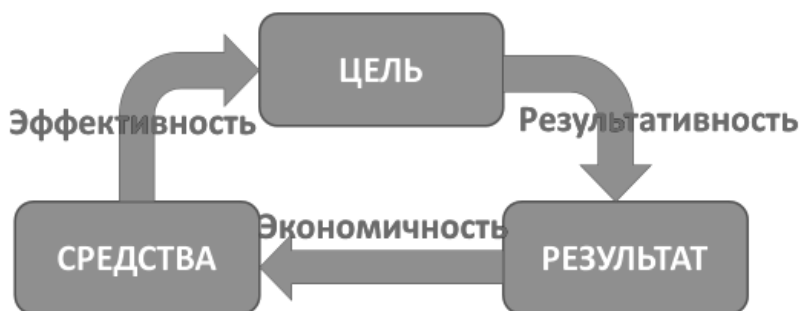 ЦЕЛЬ
Эффективность
Результативность
Экономичность
СРЕДСТВА
РЕЗУЛЬТАТ